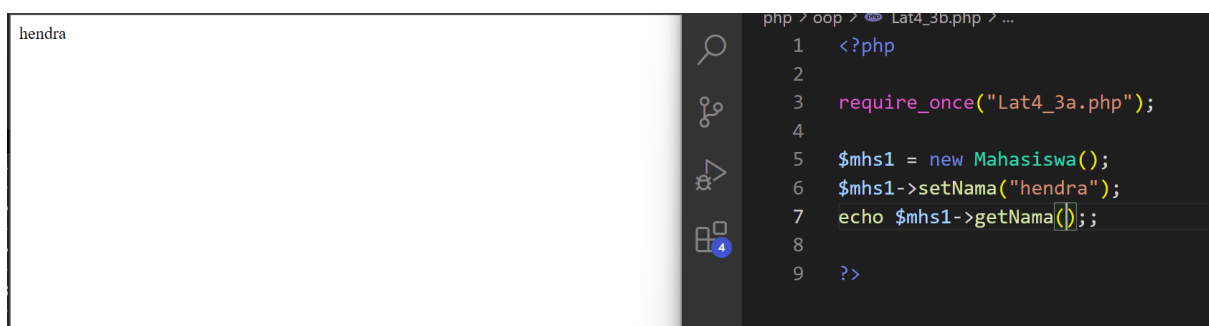 hendra
php > oop > php Lat4_3b.php > ...
1 <?php
2
3 require_once("Lat4_3a.php");
4
5 $mhs1 = new Mahasiswa();
6 $mhs1->setNama("hendra");
7 echo $mhs1->getNama();;
8
9 ?>
4